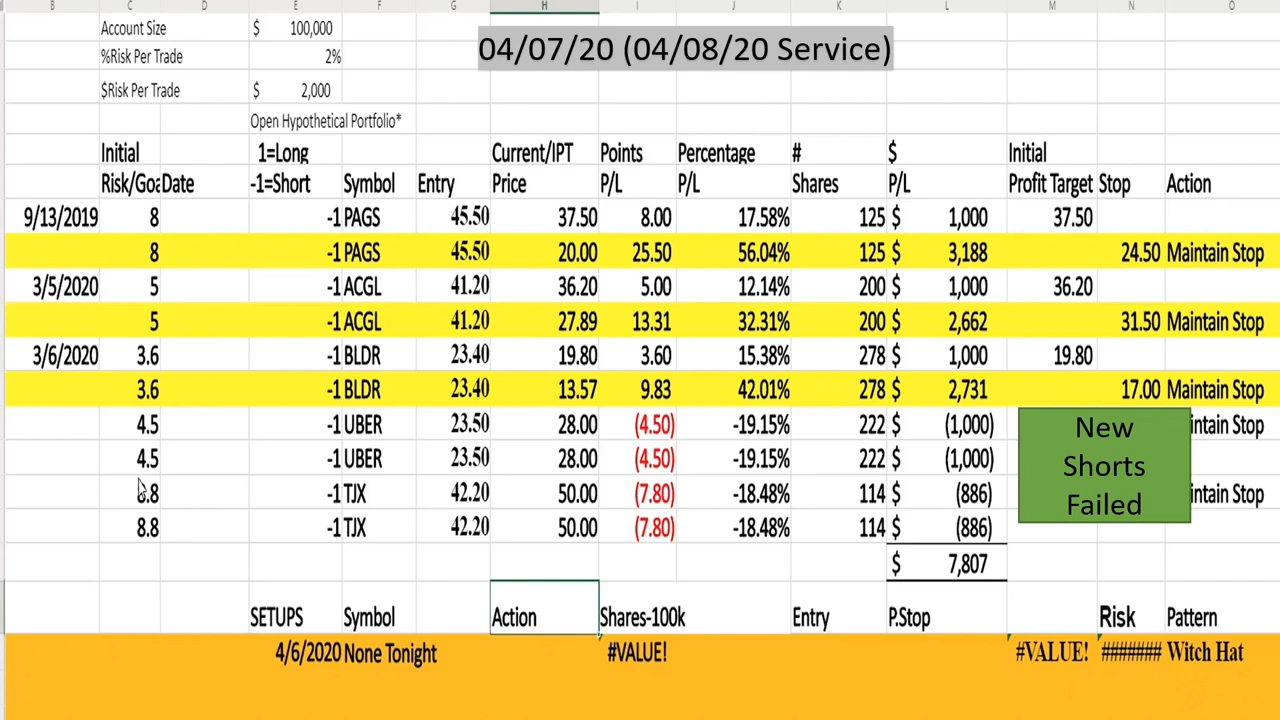 B C D E F G H I J K L M N O
Account Size $ 100,000
04/07/20 (04/08/20 Service)
%Risk Per Trade 2%
$Risk Per Trade $ 2,000
Open Hypothetical Portfolio*
Initial 1=Long Current/IPT Points Percentage # $ Initial
Risk/Goa Date -1=Short Symbol Entry Price P/L P/L Shares P/L Profit Target Stop Action
9/13/2019 8 -1 PAGS 45.50 37.50 8.00 17.58% 125 $ 1,000 37.50
8 -1 PAGS 45.50 20.00 25.50 56.04% 125 $ 3,188 24.50 Maintain Stop
3/5/2020 5 -1 ACGL 41.20 36.20 5.00 12.14% 200 $ 1,000 36.20
5 -1 ACGL 41.20 27.89 13.31 32.31% 200 $ 2,662 31.50 Maintain Stop
3/6/2020 3.6 -1 BLDR 23.40 19.80 3.60 15.38% 278 $ 1,000 19.80
3.6 -1 BLDR 23.40 13.57 9.83 42.01% 278 $ 2,731 17.00 Maintain Stop
4.5 -1 UBER 23.50 28.00 (4.50) -19.15% 222 $ (1,000) intain Stop
4.5 -1 UBER 23.50 28.00 (4.50) -19.15% 222 $ (1,000)
8.8 -1 TJX 42.20 50.00 (7.80) -18.48% 114 $ (886) intain Stop
8.8 -1 TJX 42.20 50.00 (7.80) -18.48% 114 $ (886)
New
Shorts
Failed
$ 7,807
SETUPS Symbol Action Shares-100k Entry P.Stop Risk Pattern
4/6/2020 None Tonight #VALUE! #VALUE! ####### Witch Hat